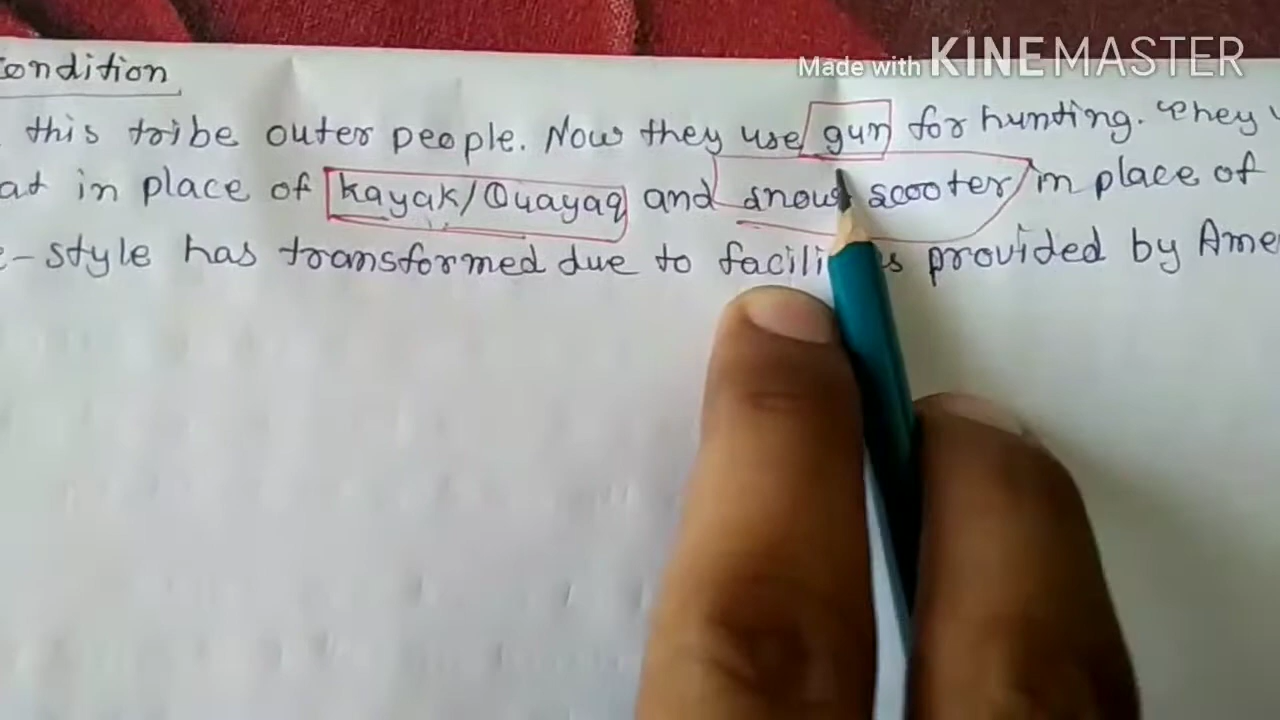 Made with KINEMASTER
condition
this tribe outer people. Now they use gun for hunting. They
at in place of kayak/Quayaq and snow scooter in place of
e-style has transformed due to facilities provided by Ame